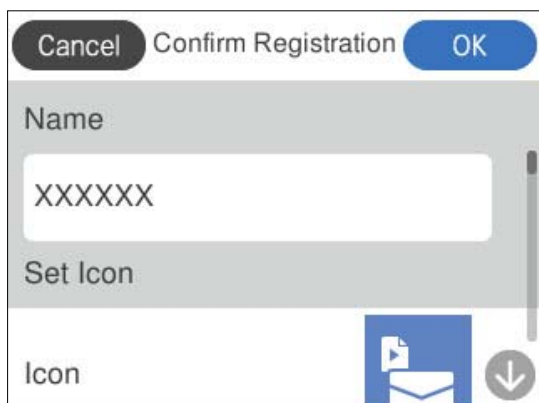 Cancel Confirm Registration OK
Name
XXXXXX
Set Icon
Icon